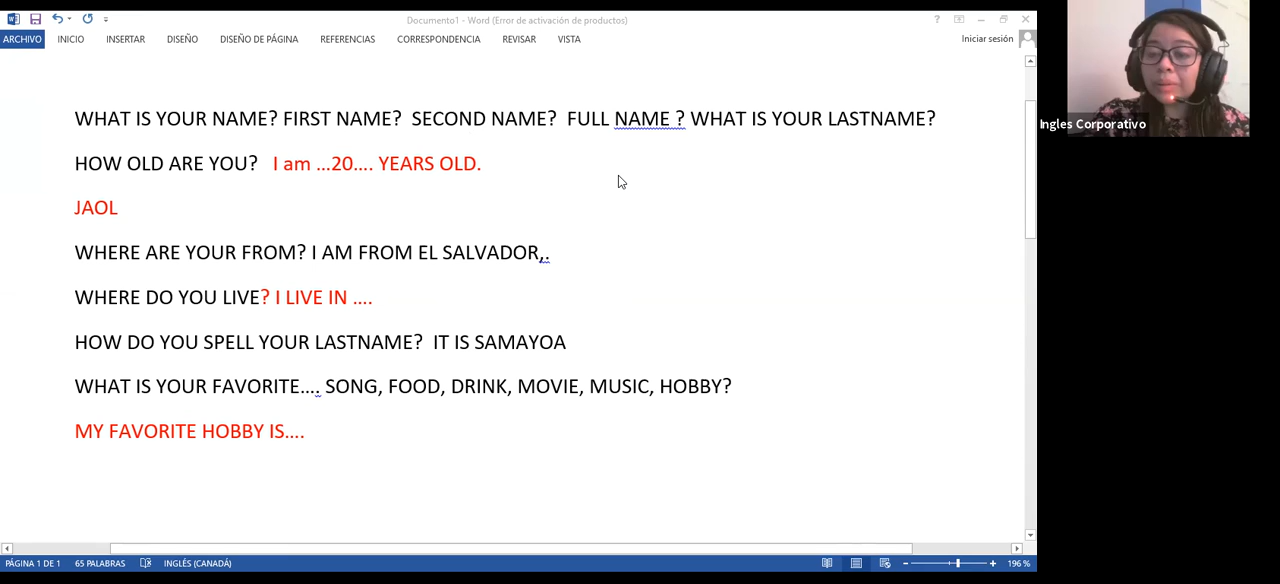 Documento1 - Word (Error de activación de productos)
ARCHIVO INICIO INSERTAR DISEÑO DISEÑO DE PÁGINA REFERENCIAS CORRESPONDENCIA REVISAR VISTA Iniciar sesión
WHAT IS YOUR NAME? FIRST NAME? SECOND NAME? FULL NAME ? WHAT IS YOUR LASTNAME?
HOW OLD ARE YOU? I am ...20.... YEARS OLD.
JAOL
WHERE ARE YOUR FROM? I AM FROM EL SALVADOR,.
WHERE DO YOU LIVE? I LIVE IN ....
HOW DO YOU SPELL YOUR LASTNAME? IT IS SAMAYOA
WHAT IS YOUR FAVORITE.... SONG, FOOD, DRINK, MOVIE, MUSIC, HOBBY?
MY FAVORITE HOBBY IS....
PÁGINA 1 DE 1 65 PALABRAS INGLÉS (CANADÁ) 196 %
Ingles Corporativo